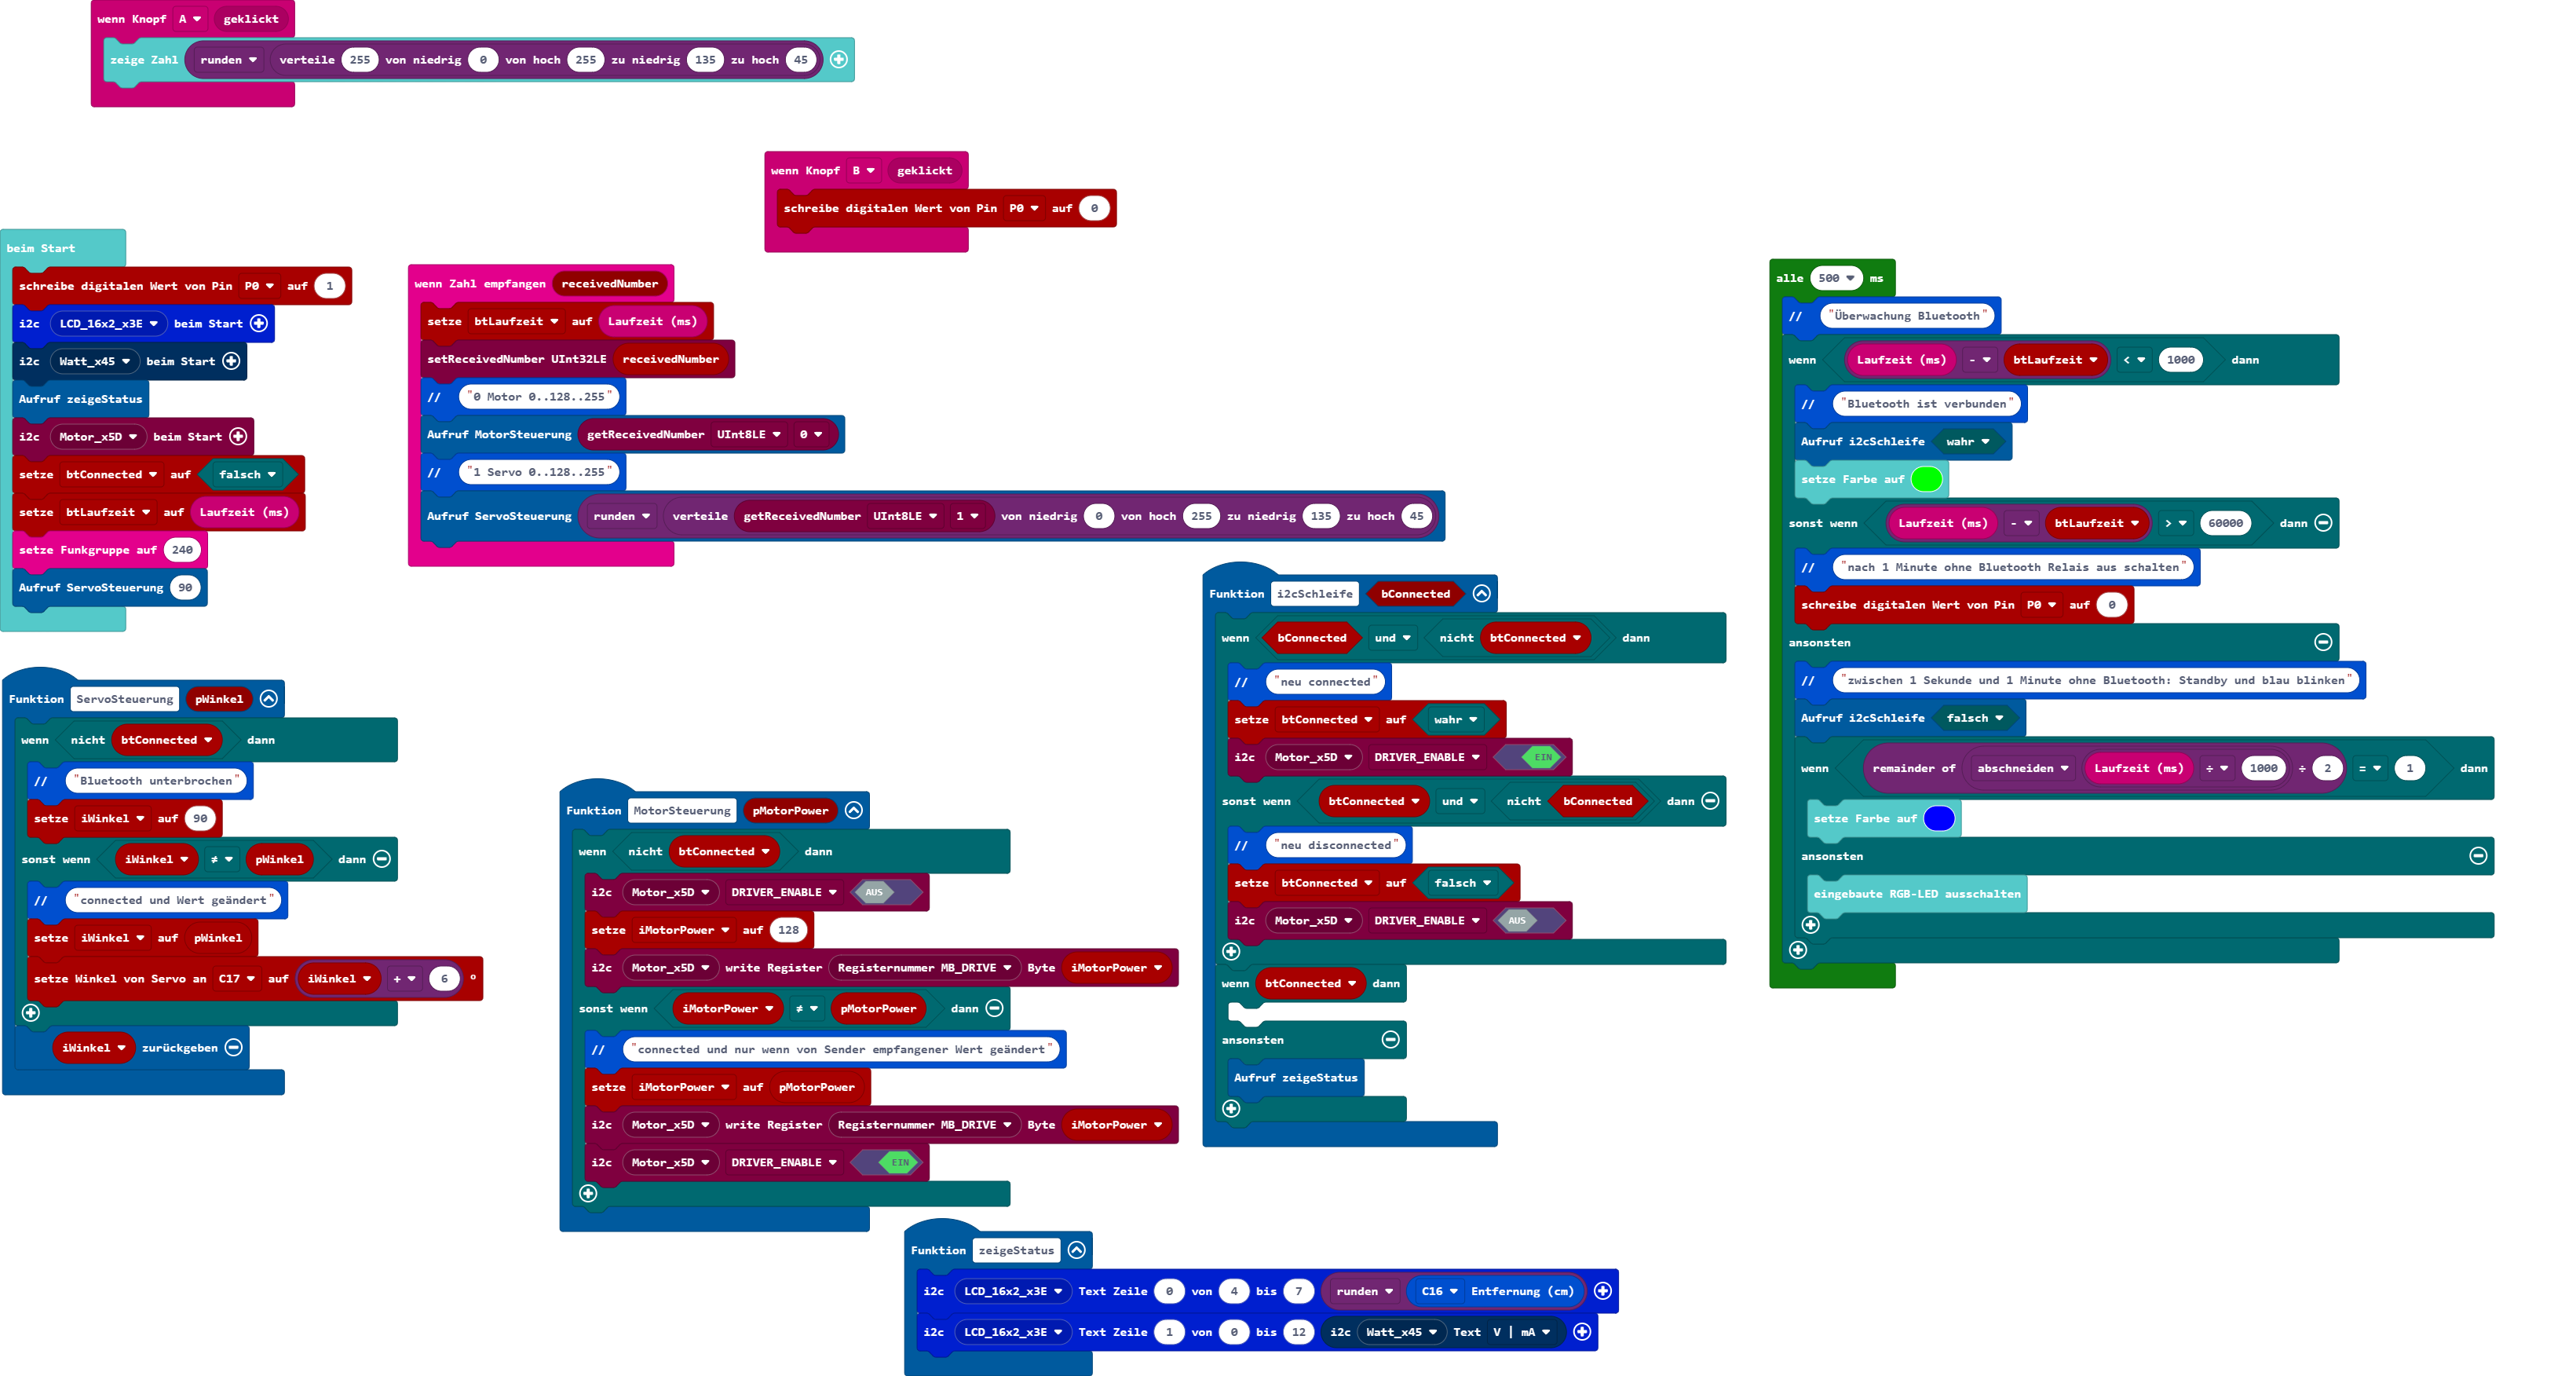 wenn Knopf A geklickt
zeige Zahl runden verteile 255 von niedrig 0 von hoch 255 zu niedrig 135 zu hoch 45
wenn Knopf B geklickt
schreibe digitalen Wert von Pin P0 auf 0
beim Start
schreibe digitalen Wert von Pin P0 auf 1
i2c LCD_16x2_x3E beim Start
i2c Watt_x45 beim Start
Aufruf zeigeStatus
i2c Motor_x5D beim Start
setze btConnected auf falsch
setze btLaufzeit auf Laufzeit (ms)
setze Funkgruppe auf 240
Aufruf ServoSteuerung 90
wenn Zahl empfangen receivedNumber
setze btLaufzeit auf Laufzeit (ms)
setReceivedNumber UInt32LE receivedNumber
// "0 Motor 0..128..255"
Aufruf MotorSteuerung getReceivedNumber UInt8LE 0
// "1 Servo 0..128..255"
Aufruf ServoSteuerung runden verteile getReceivedNumber UInt8LE 1 von niedrig 0 von hoch 255 zu niedrig 135 zu hoch 45
alle 500 ms
// "Überwachung Bluetooth"
wenn Laufzeit (ms) - btLaufzeit < 1000 dann
// "Bluetooth ist verbunden"
Aufruf i2cSchleife wahr
setze Farbe auf
sonst wenn Laufzeit (ms) - btLaufzeit > 60000 dann
// "nach 1 Minute ohne Bluetooth Relais aus schalten"
schreibe digitalen Wert von Pin P0 auf 0
ansonsten
// "zwischen 1 Sekunde und 1 Minute ohne Bluetooth: Standby und blau blinken"
Aufruf i2cSchleife falsch
wenn remainder of abschneiden Laufzeit (ms) ÷ 1000 ÷ 2 = 1 dann
setze Farbe auf
ansonsten
eingebaute RGB-LED ausschalten
Funktion i2cSchleife bConnected
wenn bConnected und nicht btConnected dann
// "neu connected"
setze btConnected auf wahr
i2c Motor_x5D DRIVER_ENABLE EIN
sonst wenn btConnected und nicht bConnected dann
// "neu disconnected"
setze btConnected auf falsch
i2c Motor_x5D DRIVER_ENABLE AUS
wenn btConnected dann
ansonsten
Aufruf zeigeStatus
Funktion ServoSteuerung pWinkel
wenn nicht btConnected dann
// "Bluetooth unterbrochen"
setze iWinkel auf 90
sonst wenn iWinkel ≠ pWinkel dann
// "connected und Wert geändert"
setze iWinkel auf pWinkel
setze Winkel von Servo an C17 auf iWinkel + 6 °
iWinkel zurückgeben
Funktion MotorSteuerung pMotorPower
wenn nicht btConnected dann
i2c Motor_x5D DRIVER_ENABLE AUS
setze iMotorPower auf 128
i2c Motor_x5D write Register Registernummer MB_DRIVE Byte iMotorPower
sonst wenn iMotorPower ≠ pMotorPower dann
// "connected und nur wenn von Sender empfangener Wert geändert"
setze iMotorPower auf pMotorPower
i2c Motor_x5D write Register Registernummer MB_DRIVE Byte iMotorPower
i2c Motor_x5D DRIVER_ENABLE EIN
Funktion zeigeStatus
i2c LCD_16x2_x3E Text Zeile 0 von 4 bis 7 runden C16 Entfernung (cm)
i2c LCD_16x2_x3E Text Zeile 1 von 0 bis 12 i2c Watt_x45 Text V | mA